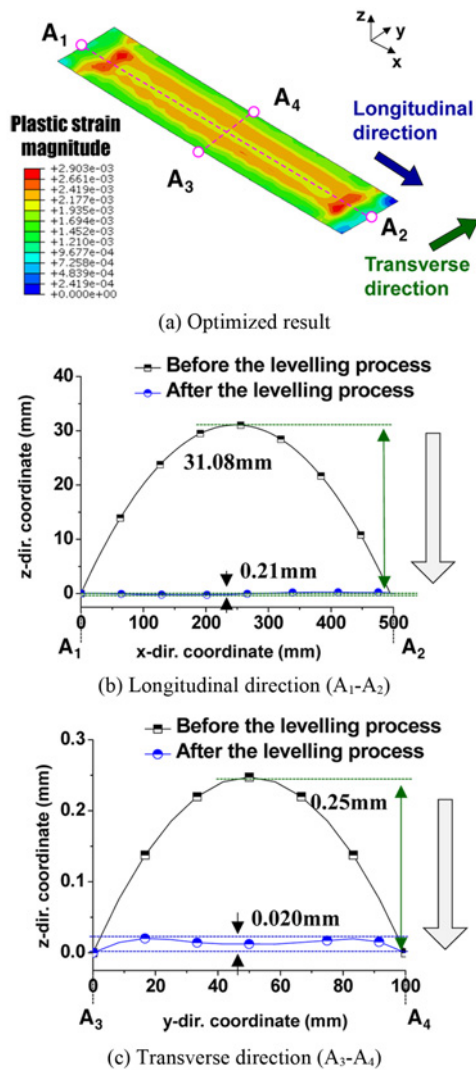 A1
A4
A3
A2
z
y
x
Longitudinal
direction
Transverse
direction
Plastic strain
magnitude
+2.903e-03
+2.661e-03
+2.419e-03
+2.177e-03
+1.935e-03
+1.694e-03
+1.452e-03
+1.210e-03
+9.677e-04
+7.258e-04
+4.839e-04
+2.419e-04
+0.000e+00
(a) Optimized result
Before the levelling process
After the levelling process
z-dir. coordinate (mm)
40
30
20
10
0
31.08mm
0.21mm
0 100 200 300 400 500
A1 x-dir. coordinate (mm) A2
(b) Longitudinal direction (A1-A2)
Before the levelling process
After the levelling process
z-dir. coordinate (mm)
0.3
0.2
0.1
0.0
0.25mm
0.020mm
0 20 40 60 80 100
A3 y-dir. coordinate (mm) A4
(c) Transverse direction (A3-A4)